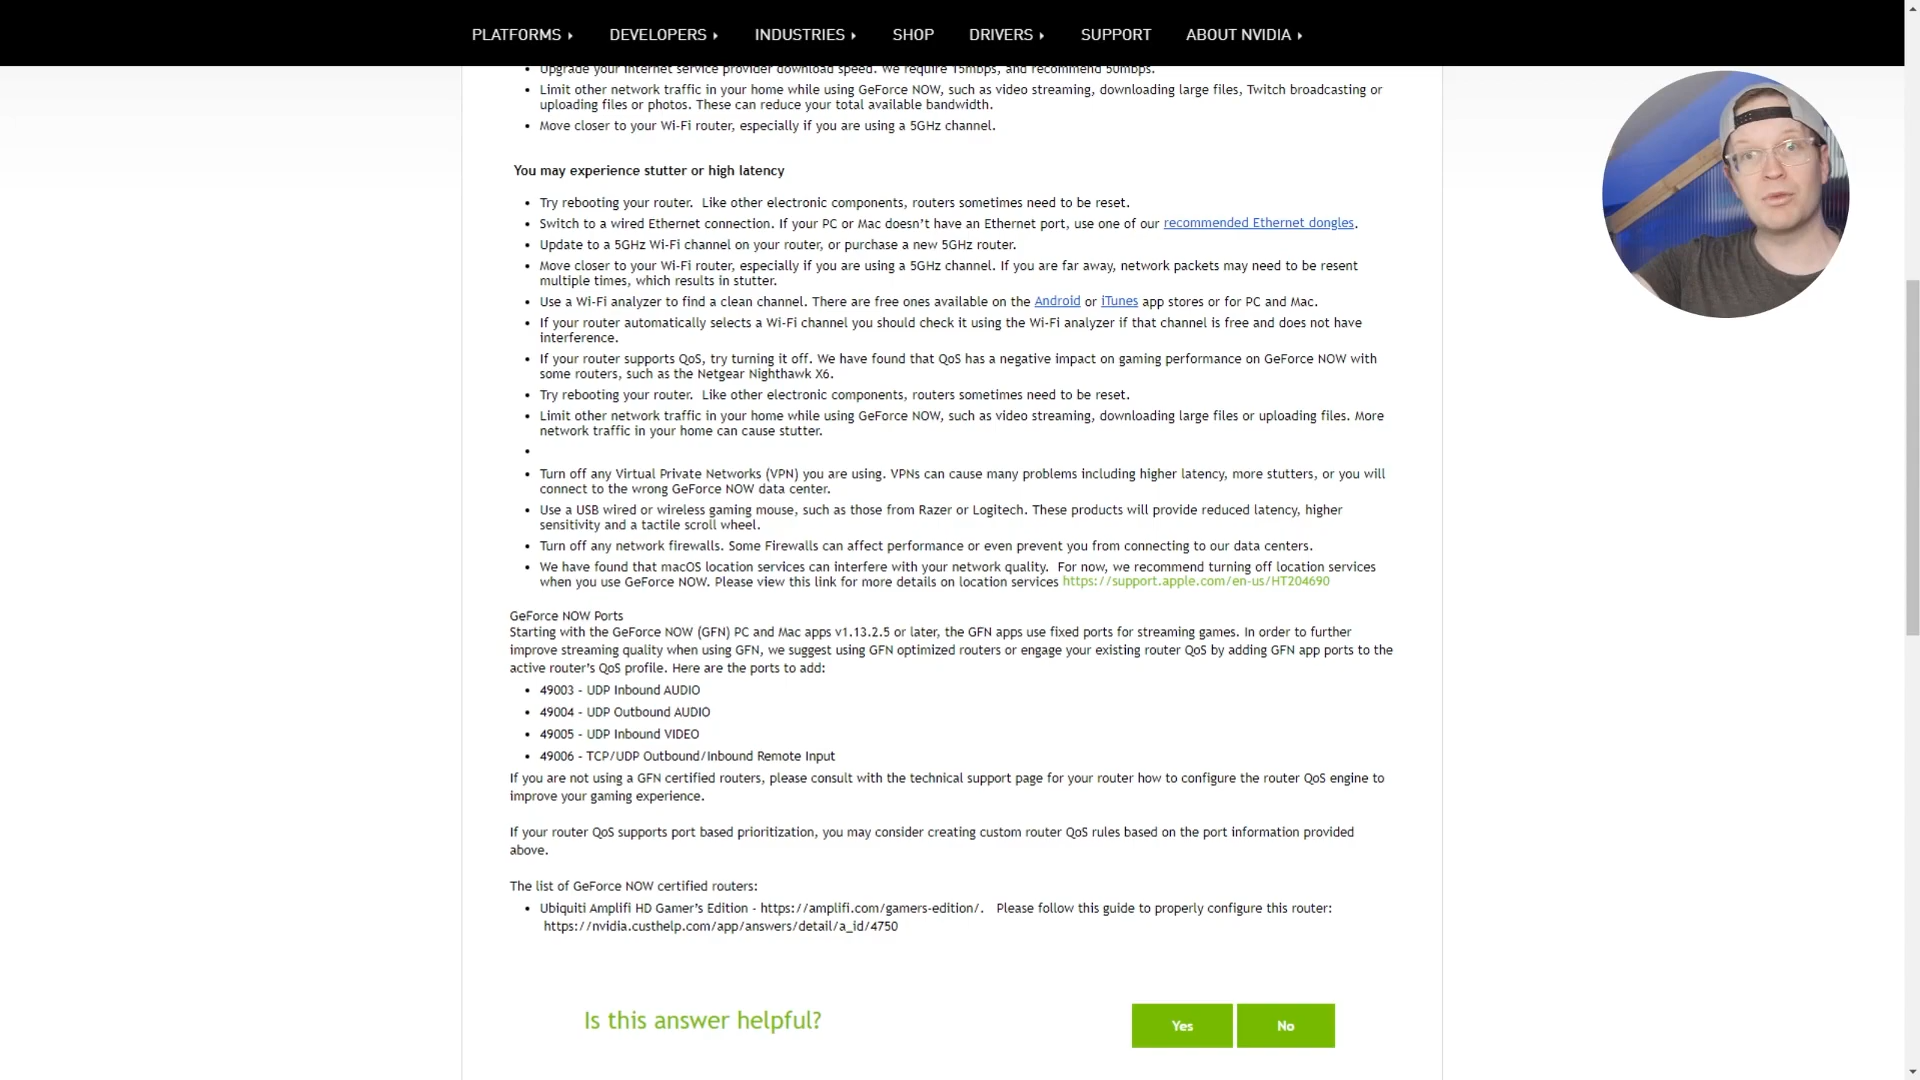 PLATFORMS
DEVELOPERS
INDUSTRIES
SHOP
DRIVERS
SUPPORT
ABOUT NVIDIA
• Upgrade your internet service provider download speed. We require 15mbps, and recommend 50mbps.
• Limit other network traffic in your home while using GeForce NOW, such as video streaming, downloading large files, Twitch broadcasting or
uploading files or photos. These can reduce your total available bandwidth.
• Move closer to your Wi-Fi router, especially if you are using a 5GHz channel.
You may experience stutter or high latency
• Try rebooting your router.  Like other electronic components, routers sometimes need to be reset.
• Switch to a wired Ethernet connection. If your PC or Mac doesn’t have an Ethernet port, use one of our recommended Ethernet dongles.
• Update to a 5GHz Wi-Fi channel on your router, or purchase a new 5GHz router.
• Move closer to your Wi-Fi router, especially if you are using a 5GHz channel. If you are far away, network packets may need to be resent
multiple times, which results in stutter.
• Use a Wi-Fi analyzer to find a clean channel. There are free ones available on the Android or iTunes app stores or for PC and Mac.
• If your router automatically selects a Wi-Fi channel you should check it using the Wi-Fi analyzer if that channel is free and does not have
interference.
• If your router supports QoS, try turning it off. We have found that QoS has a negative impact on gaming performance on GeForce NOW with
some routers, such as the Netgear Nighthawk X6.
• Try rebooting your router.  Like other electronic components, routers sometimes need to be reset.
• Limit other network traffic in your home while using GeForce NOW, such as video streaming, downloading large files or uploading files. More
network traffic in your home can cause stutter.
•
• Turn off any Virtual Private Networks (VPN) you are using. VPNs can cause many problems including higher latency, more stutters, or you will
connect to the wrong GeForce NOW data center.
• Use a USB wired or wireless gaming mouse, such as those from Razer or Logitech. These products will provide reduced latency, higher
sensitivity and a tactile scroll wheel.
• Turn off any network firewalls. Some Firewalls can affect performance or even prevent you from connecting to our data centers.
• We have found that macOS location services can interfere with your network quality.  For now, we recommend turning off location services
when you use GeForce NOW. Please view this link for more details on location services https://support.apple.com/en-us/HT204690
GeForce NOW Ports
Starting with the GeForce NOW (GFN) PC and Mac apps v1.13.2.5 or later, the GFN apps use fixed ports for streaming games. In order to further
improve streaming quality when using GFN, we suggest using GFN optimized routers or engage your existing router QoS by adding GFN app ports to the
active router’s QoS profile. Here are the ports to add:
• 49003 - UDP Inbound AUDIO
• 49004 - UDP Outbound AUDIO
• 49005 - UDP Inbound VIDEO
• 49006 - TCP/UDP Outbound/Inbound Remote Input
If you are not using a GFN certified routers, please consult with the technical support page for your router how to configure the router QoS engine to
improve your gaming experience.
If your router QoS supports port based prioritization, you may consider creating custom router QoS rules based on the port information provided
above.
The list of GeForce NOW certified routers:
• Ubiquiti Amplifi HD Gamer’s Edition - https://amplifi.com/gamers-edition/.   Please follow this guide to properly configure this router:
https://nvidia.custhelp.com/app/answers/detail/a_id/4750
Is this answer helpful?
Yes
No